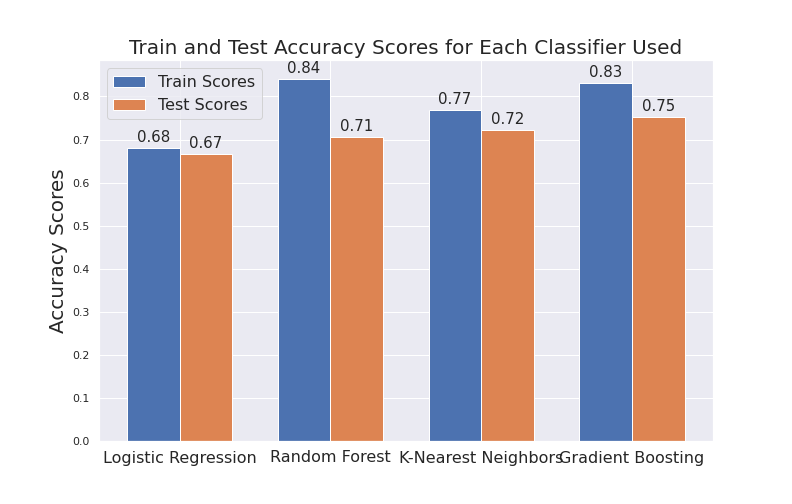 Train and Test Accuracy Scores for Each Classifier Used
Train Scores
Test Scores
Accuracy Scores
0.8
0.7
0.6
0.5
0.4
0.3
0.2
0.1
0.0
0.68
0.67
0.84
0.71
0.77
0.72
0.83
0.75
Logistic Regression
Random Forest
K-Nearest Neighbors
Gradient Boosting